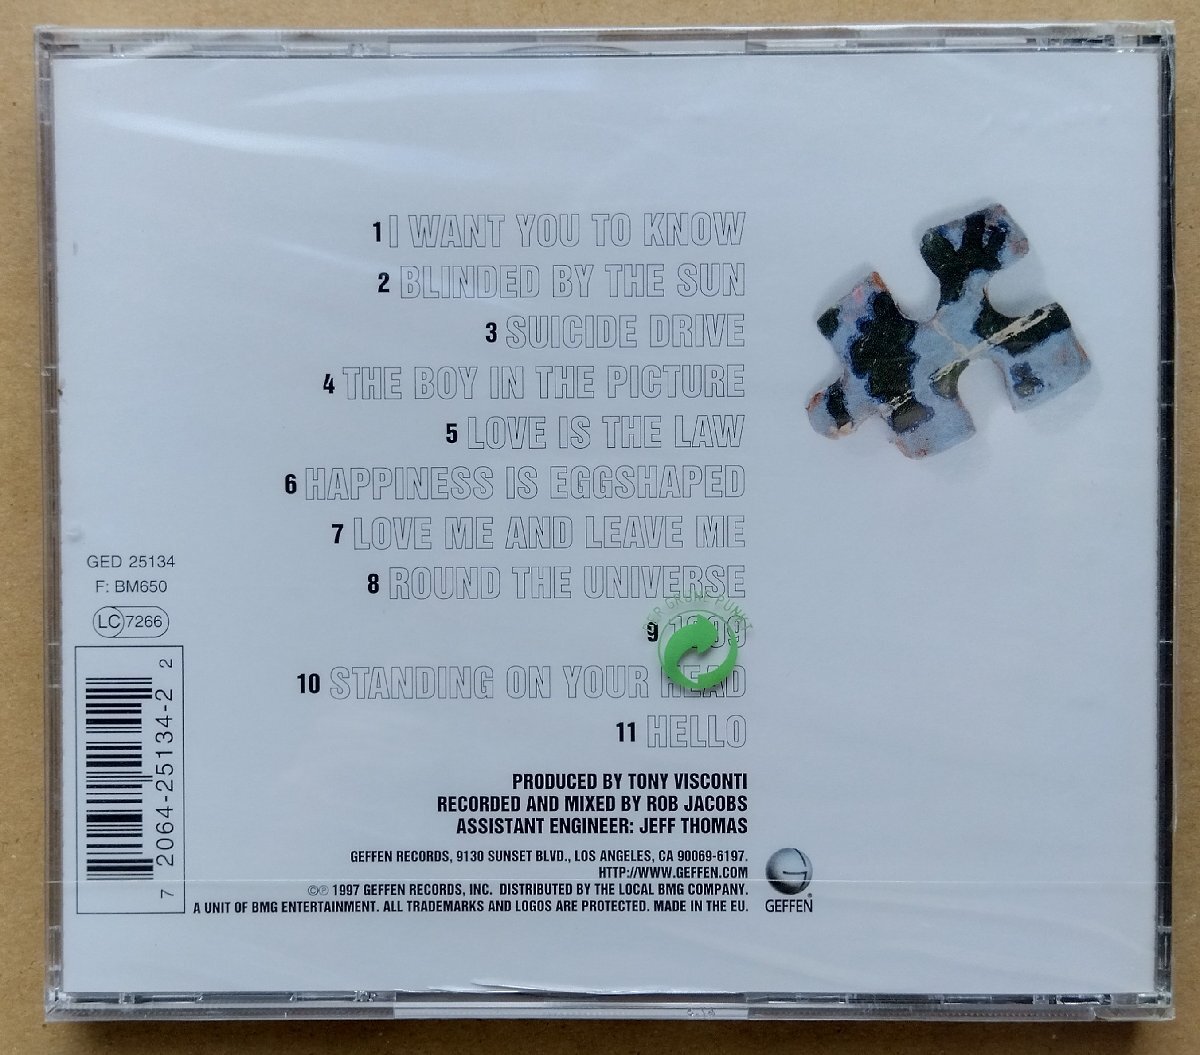 1 I WANT YOU TO KNOW
2 BLINDED BY THE SUN
3 SUICIDE DRIVE
4 THE BOY IN THE PICTURE
5 LOVE IS THE LAW
6 HAPPINESS IS EGGSHAPED
7 LOVE ME AND LEAVE ME
8 ROUND THE UNIVERSE
DER GRÜNE PUNKT
9 1999
10 STANDING ON YOUR HEAD
11 HELLO
PRODUCED BY TONY VISCONTI
RECORDED AND MIXED BY ROB JACOBS
ASSISTANT ENGINEER: JEFF THOMAS
GEFFEN RECORDS, 9130 SUNSET BLVD., LOS ANGELES, CA 90069-6197.
HTTP://WWW.GEFFEN.COM
©℗ 1997 GEFFEN RECORDS, INC. DISTRIBUTED BY THE LOCAL BMG COMPANY.
A UNIT OF BMG ENTERTAINMENT. ALL TRADEMARKS AND LOGOS ARE PROTECTED. MADE IN THE EU.
GEFFEN
GED 25134
F: BM650
LC 7266
7 2064-25134-2 2